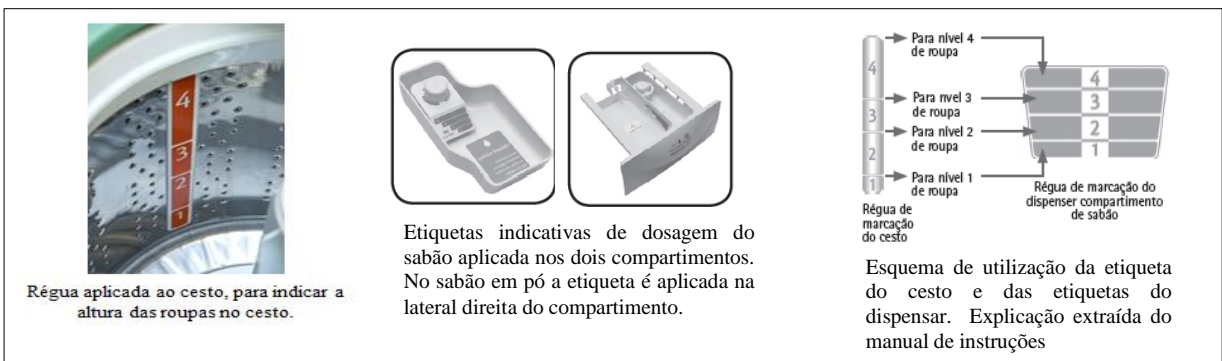 4
3
2
1
Régua aplicada ao cesto, para indicar a
altura das roupas no cesto.
Etiquetas indicativas de dosagem do
sabão aplicada nos dois compartimentos.
No sabão em pó a etiqueta é aplicada na
lateral direita do compartimento.
4
3
2
1
Para nível 4
de roupa
Para nvel 3
de roupa
Para nível 2
de roupa
Para nível 1
de roupa
Régua de
marcação
do cesto
4
3
2
1
Régua de marcação do
dispenser compartimento
de sabão
Esquema de utilização da etiqueta
do cesto e das etiquetas do
dispensar. Explicação extraída do
manual de instruções